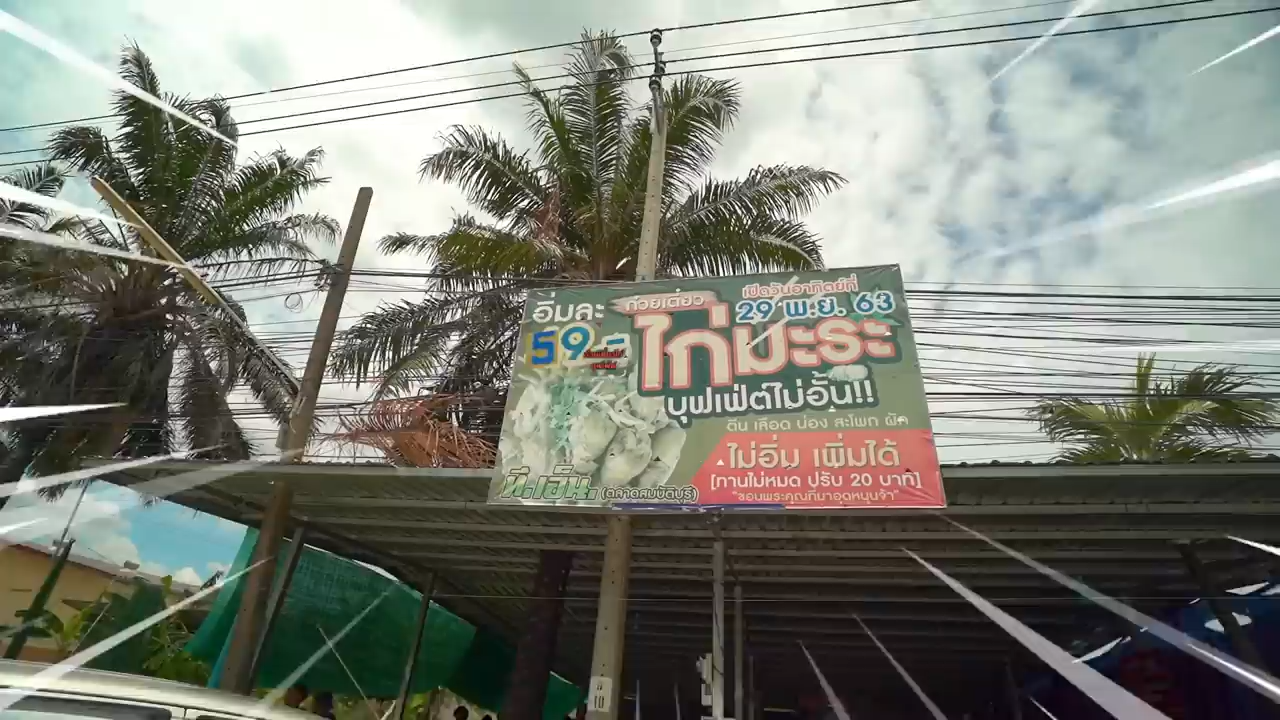 อิ่มละ
59.-
ก๋วยเตี๋ยว
เปิดวันอาทิตย์ที่
29 พ.ย. 63
ไก่มะระ
บุฟเฟ่ต์ไม่อั้น!!
ตีน เลือด น่อง สะโพก ผัก
ไม่อิ่ม เพิ่มได้
[ทานไม่หมด ปรับ 20 บาท]
"ขอบพระคุณที่มาอุดหนุนจ้า"
ที.เอ็น. (ตลาดสมบัติบุรี)